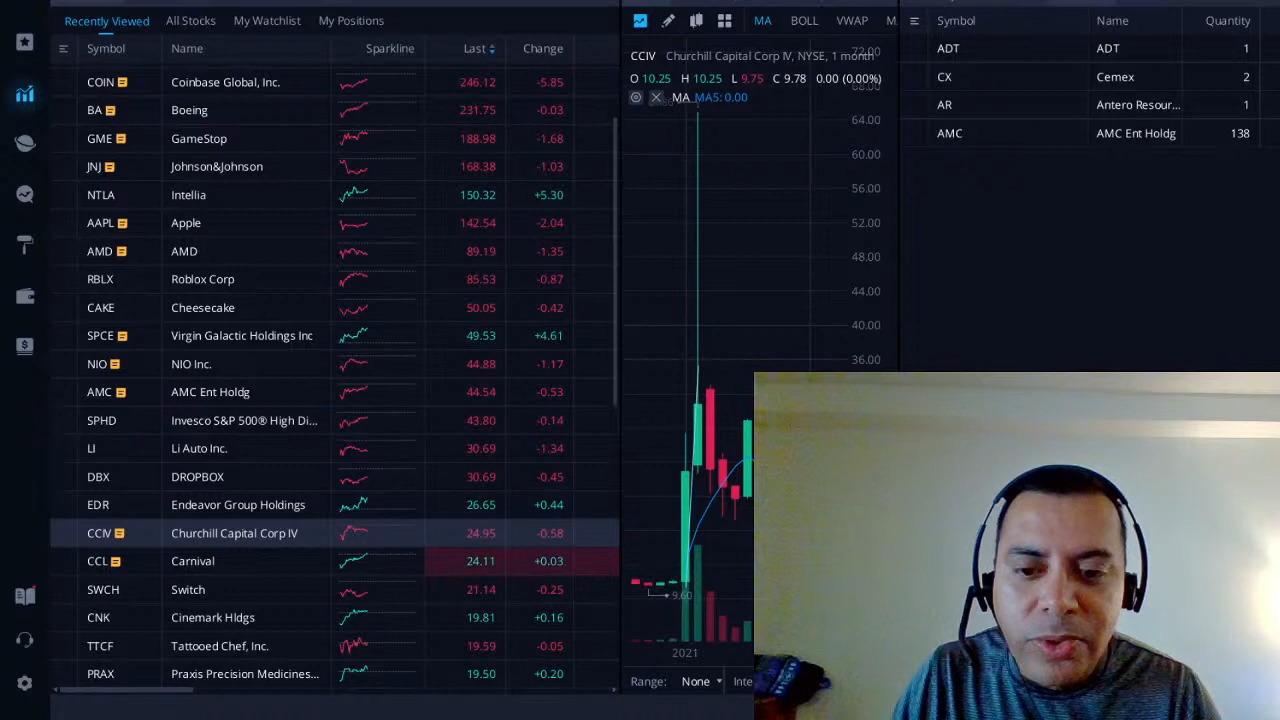 Recently Viewed All Stocks My Watchlist My Positions
Symbol Name Sparkline Last Change
COIN Coinbase Global, Inc. 246.12 -5.85
BA Boeing 231.75 -0.03
GME GameStop 188.98 -1.68
JNJ Johnson&Johnson 168.38 -1.03
NTLA Intellia 150.32 +5.30
AAPL Apple 142.54 -2.04
AMD AMD 89.19 -1.35
RBLX Roblox Corp 85.53 -0.87
CAKE Cheesecake 50.05 -0.42
SPCE Virgin Galactic Holdings Inc 49.53 +4.61
NIO NIO Inc. 44.88 -1.17
AMC AMC Ent Holdg 44.54 -0.53
SPHD Invesco S&P 500® High Di... 43.80 -0.14
LI Li Auto Inc. 30.69 -1.34
DBX DROPBOX 30.69 -0.45
EDR Endeavor Group Holdings 26.65 +0.44
CCIV Churchill Capital Corp IV 24.95 -0.58
CCL Carnival 24.11 +0.03
SWCH Switch 21.14 -0.25
CNK Cinemark Hldgs 19.81 +0.16
TTCF Tattooed Chef, Inc. 19.59 -0.05
PRAX Praxis Precision Medicines... 19.50 +0.20
MA BOLL VWAP M
CCIV Churchill Capital Corp IV, NYSE, 1 month 72.00
O 10.25 H 10.25 L 9.75 C 9.78 0.00 (0.00%)
68.00
MA MA5: 0.00
64.00
60.00
56.00
52.00
48.00
44.00
40.00
36.00
9.60
2021
Range: None Inte
Symbol Name Quantity
ADT ADT 1
CX Cemex 2
AR Antero Resour... 1
AMC AMC Ent Holdg 138